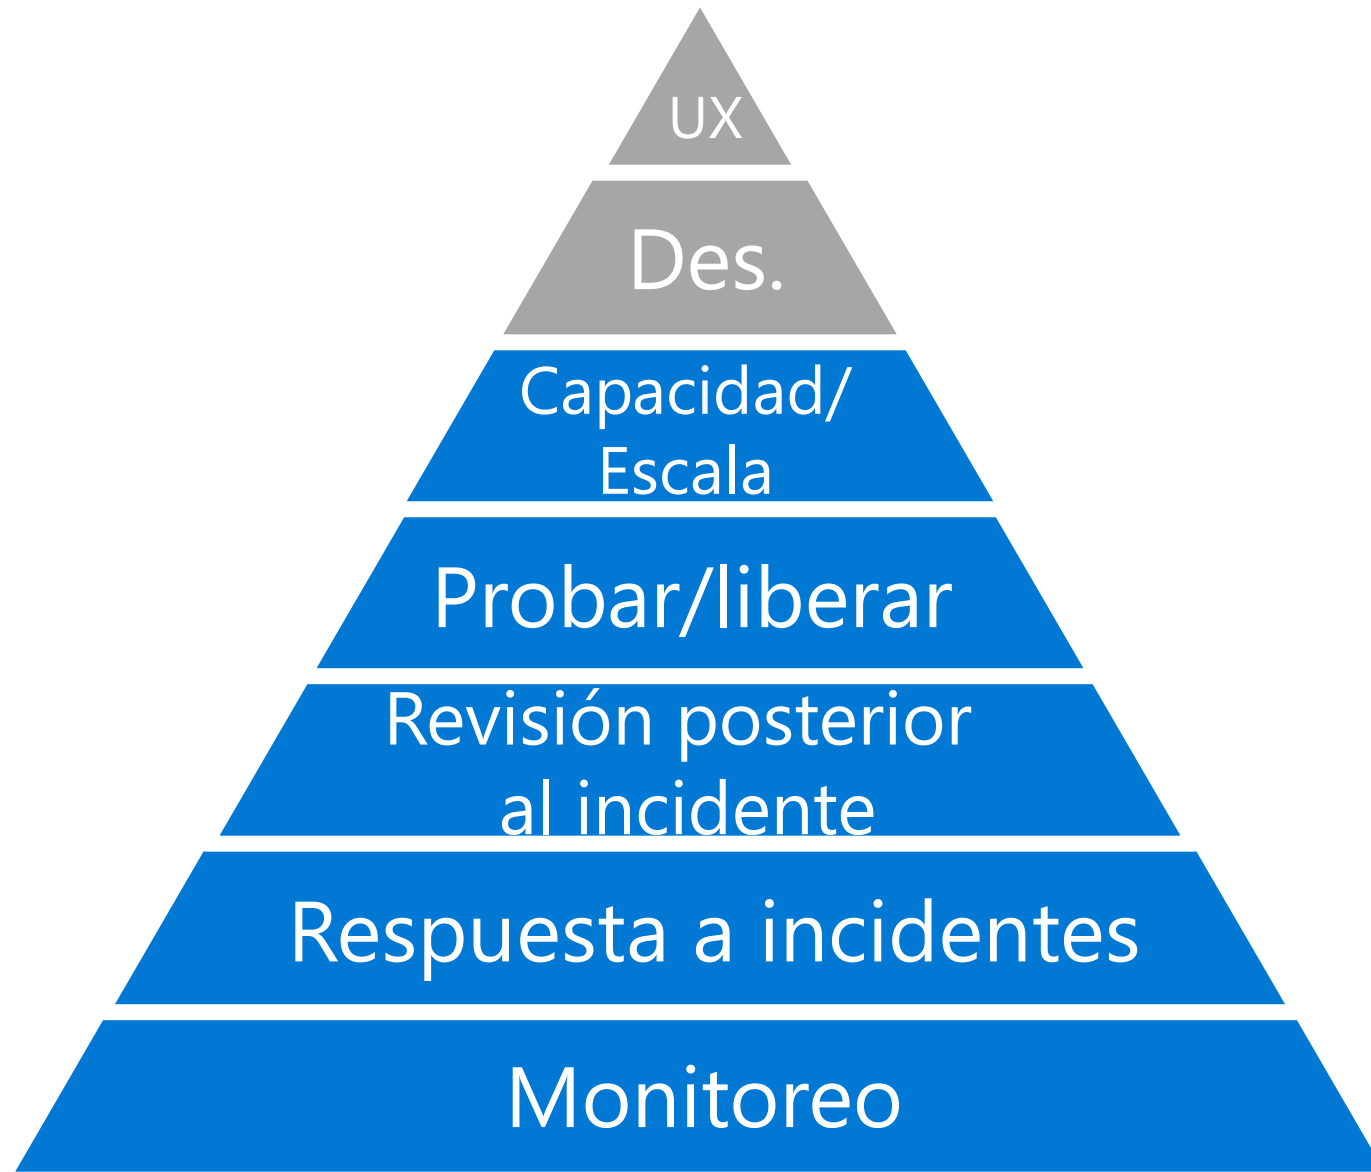 UX
Des.
Capacidad/
Escala
Probar/liberar
Revisión posterior
al incidente
Respuesta a incidentes
Monitoreo